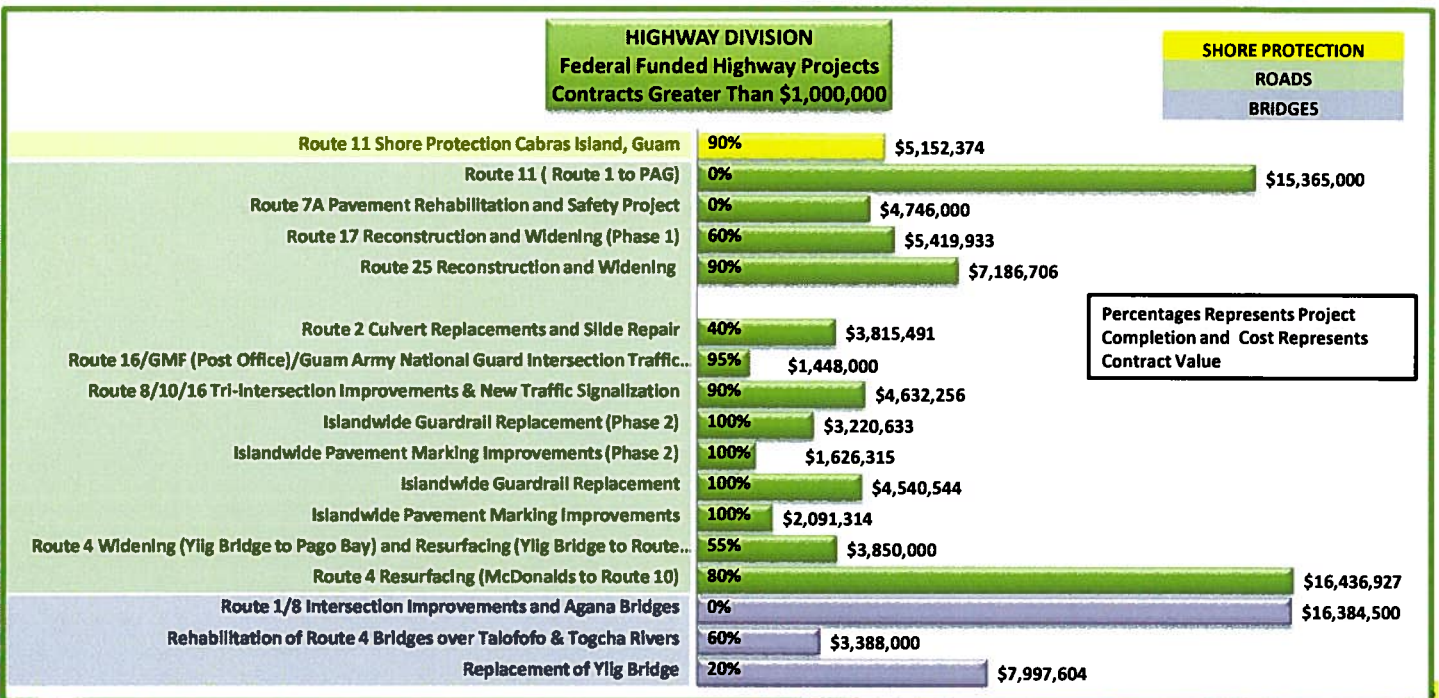 HIGHWAY DIVISION
Federal Funded Highway Projects
Contracts Greater Than $1,000,000
SHORE PROTECTION
ROADS
BRIDGES
Route 11 Shore Protection Cabras Island, Guam 90% $5,152,374
Route 11 ( Route 1 to PAG) 0% $15,365,000
Route 7A Pavement Rehabilitation and Safety Project 0% $4,746,000
Route 17 Reconstruction and Widening (Phase 1) 60% $5,419,933
Route 25 Reconstruction and Widening 90% $7,186,706
Percentages Represents Project
Completion and Cost Represents
Contract Value
Route 2 Culvert Replacements and Slide Repair 40% $3,815,491
Route 16/GMF (Post Office)/Guam Army National Guard Intersection Traffic... 95% $1,448,000
Route 8/10/16 Tri-Intersection Improvements & New Traffic Signalization 90% $4,632,256
Islandwide Guardrail Replacement (Phase 2) 100% $3,220,633
Islandwide Pavement Marking Improvements (Phase 2) 100% $1,626,315
Islandwide Guardrail Replacement 100% $4,540,544
Islandwide Pavement Marking Improvements 100% $2,091,314
Route 4 Widening (Ylig Bridge to Pago Bay) and Resurfacing (Ylig Bridge to Route... 55% $3,850,000
Route 4 Resurfacing (McDonalds to Route 10) 80% $16,436,927
Route 1/8 Intersection Improvements and Agana Bridges 0% $16,384,500
Rehabilitation of Route 4 Bridges over Talofofo & Togcha Rivers 60% $3,388,000
Replacement of Ylig Bridge 20% $7,997,604